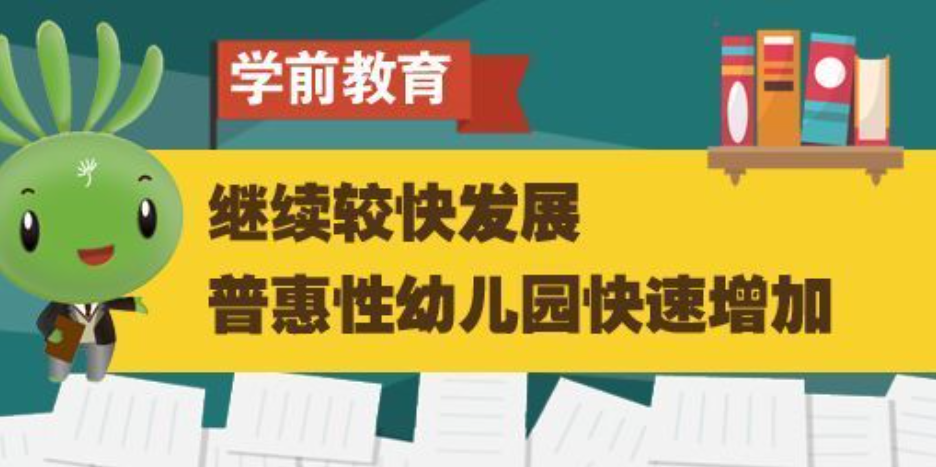 学前教育
继续较快发展
普惠性幼儿园快速增加